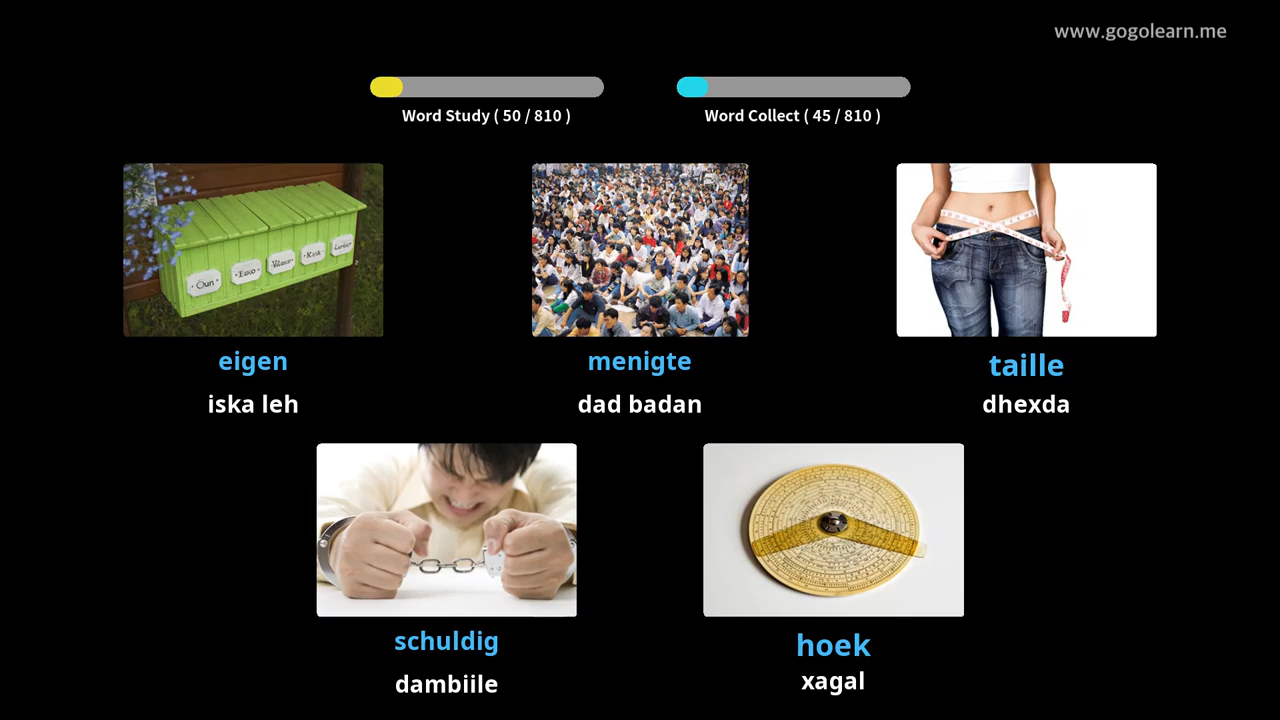 www.gogolearn.me
Word Study ( 50 / 810 )
Word Collect ( 45 / 810 )
Õun
eigen
iska leh
menigte
dad badan
taille
dhexda
schuldig
dambiile
hoek
xagal